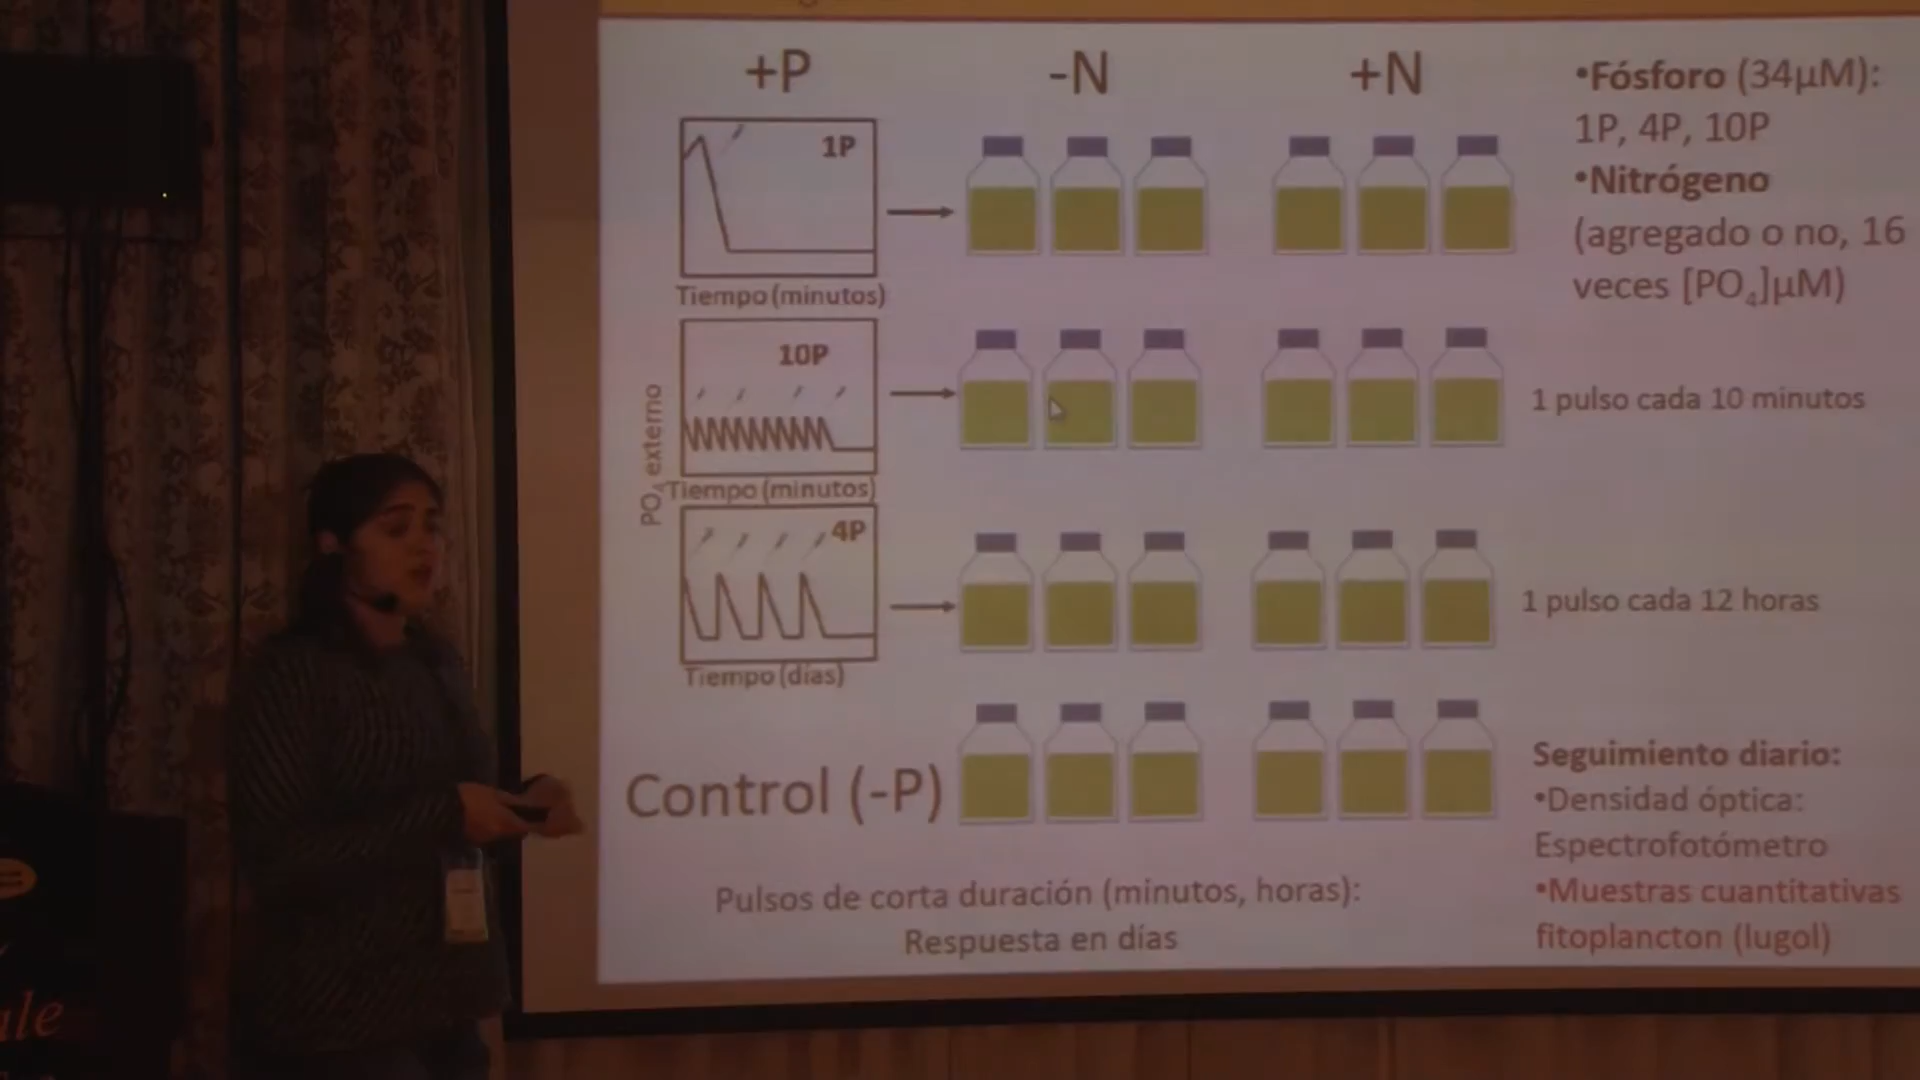 +P
-N
+N
1P
Tiempo (minutos)
10P
Tiempo (minutos)
4P
Tiempo (días)
PO4 externo
Control (-P)
•Fósforo (34µM):
1P, 4P, 10P
•Nitrógeno
(agregado o no, 16
veces [PO4]µM)
1 pulso cada 10 minutos
1 pulso cada 12 horas
Seguimiento diario:
•Densidad óptica:
Espectrofotómetro
•Muestras cuantitativas
fitoplancton (lugol)
Pulsos de corta duración (minutos, horas):
Respuesta en días